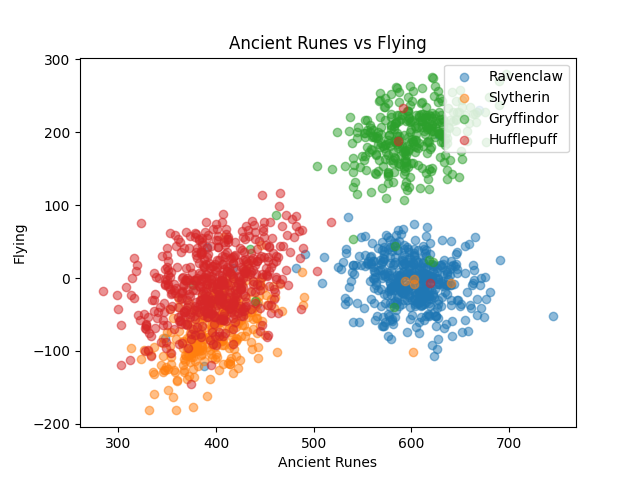 Ancient Runes vs Flying
300
200
100
0
−100
−200
Flying
Ravenclaw
Slytherin
Gryffindor
Hufflepuff
300 400 500 600 700
Ancient Runes